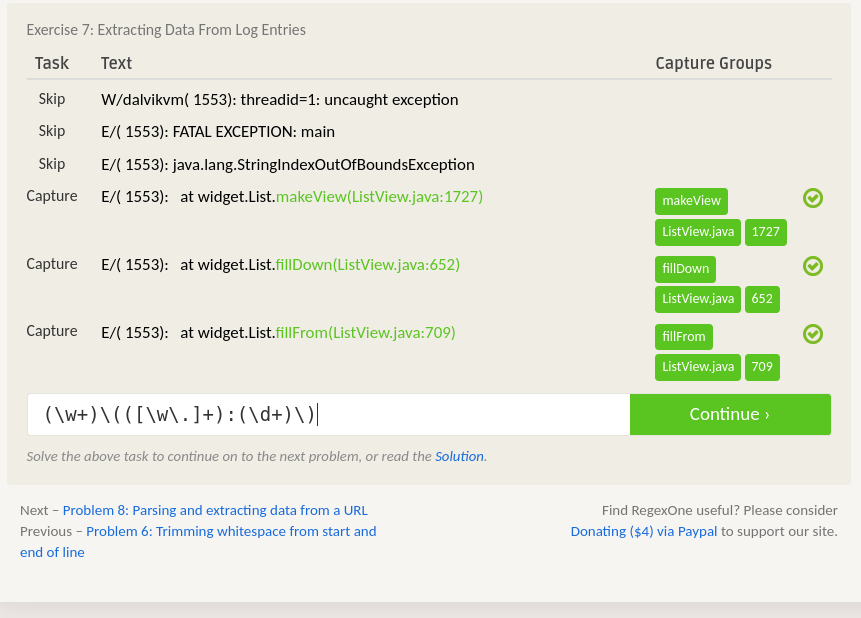 Exercise 7: Extracting Data From Log Entries
Task Text Capture Groups
Skip W/dalvikvm( 1553): threadid=1: uncaught exception
Skip E/( 1553): FATAL EXCEPTION: main
Skip E/( 1553): java.lang.StringIndexOutOfBoundsException
Capture E/( 1553):   at widget.List.makeView(ListView.java:1727) makeView
ListView.java 1727
Capture E/( 1553):   at widget.List.fillDown(ListView.java:652) fillDown
ListView.java 652
Capture E/( 1553):   at widget.List.fillFrom(ListView.java:709) fillFrom
ListView.java 709
(\w+)\(([\w\.]+):(\d+)\) Continue ›
Solve the above task to continue on to the next problem, or read the Solution.
Next – Problem 8: Parsing and extracting data from a URL
Previous – Problem 6: Trimming whitespace from start and
end of line
Find RegexOne useful? Please consider
Donating ($4) via Paypal to support our site.